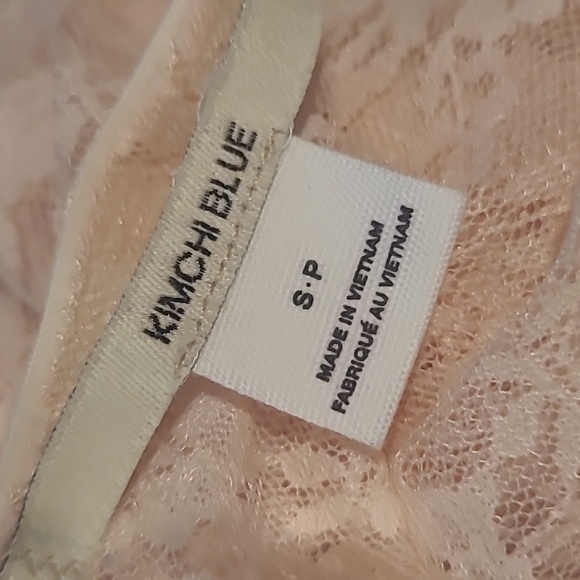 KIMCHI BLUE
S·P
MADE IN VIETNAM
FABRIQUÉ AU VIETNAM